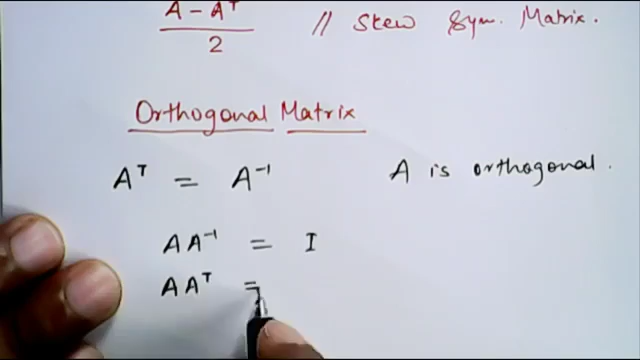 A - Aᵀ
2
// Skew Sym. Matrix.
Orthogonal Matrix
Aᵀ = A⁻¹ A is orthogonal.
AA⁻¹ = I
AAᵀ =